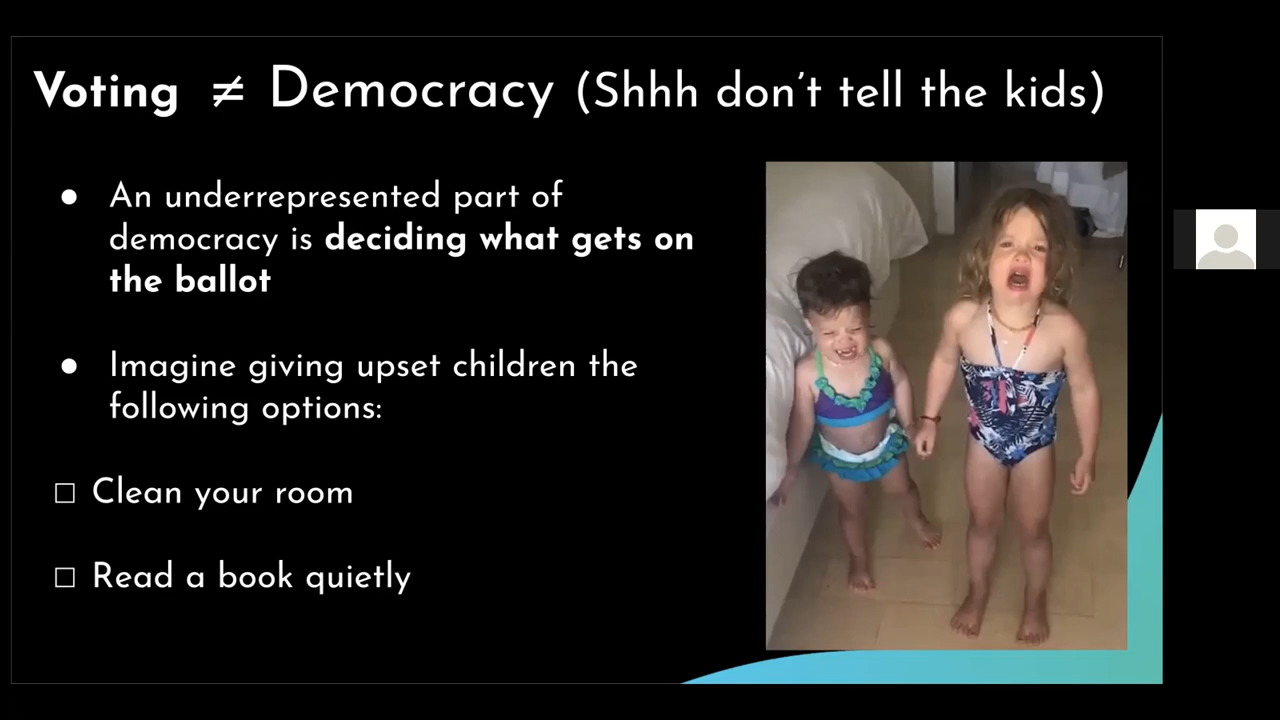 Voting ≠ Democracy (Shhh don't tell the kids)
● An underrepresented part of
democracy is deciding what gets on
the ballot
● Imagine giving upset children the
following options:
□ Clean your room
□ Read a book quietly